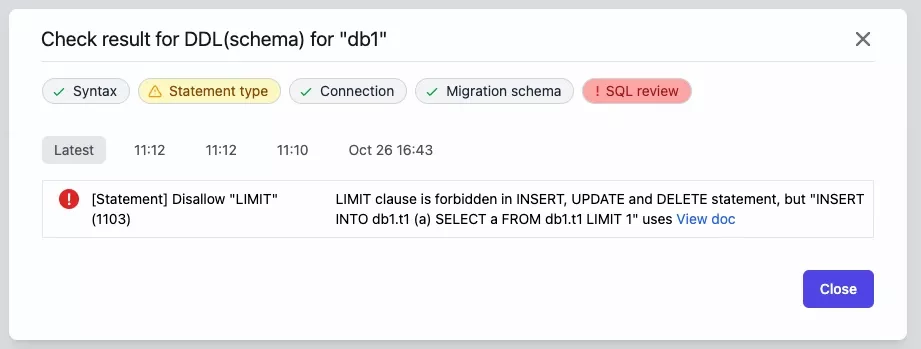 Check result for DDL(schema) for "db1"
Syntax
Statement type
Connection
Migration schema
! SQL review
Latest
11:12
11:12
11:10
Oct 26 16:43
[Statement] Disallow "LIMIT"
(1103)
LIMIT clause is forbidden in INSERT, UPDATE and DELETE statement, but "INSERT
INTO db1.t1 (a) SELECT a FROM db1.t1 LIMIT 1" uses View doc
Close